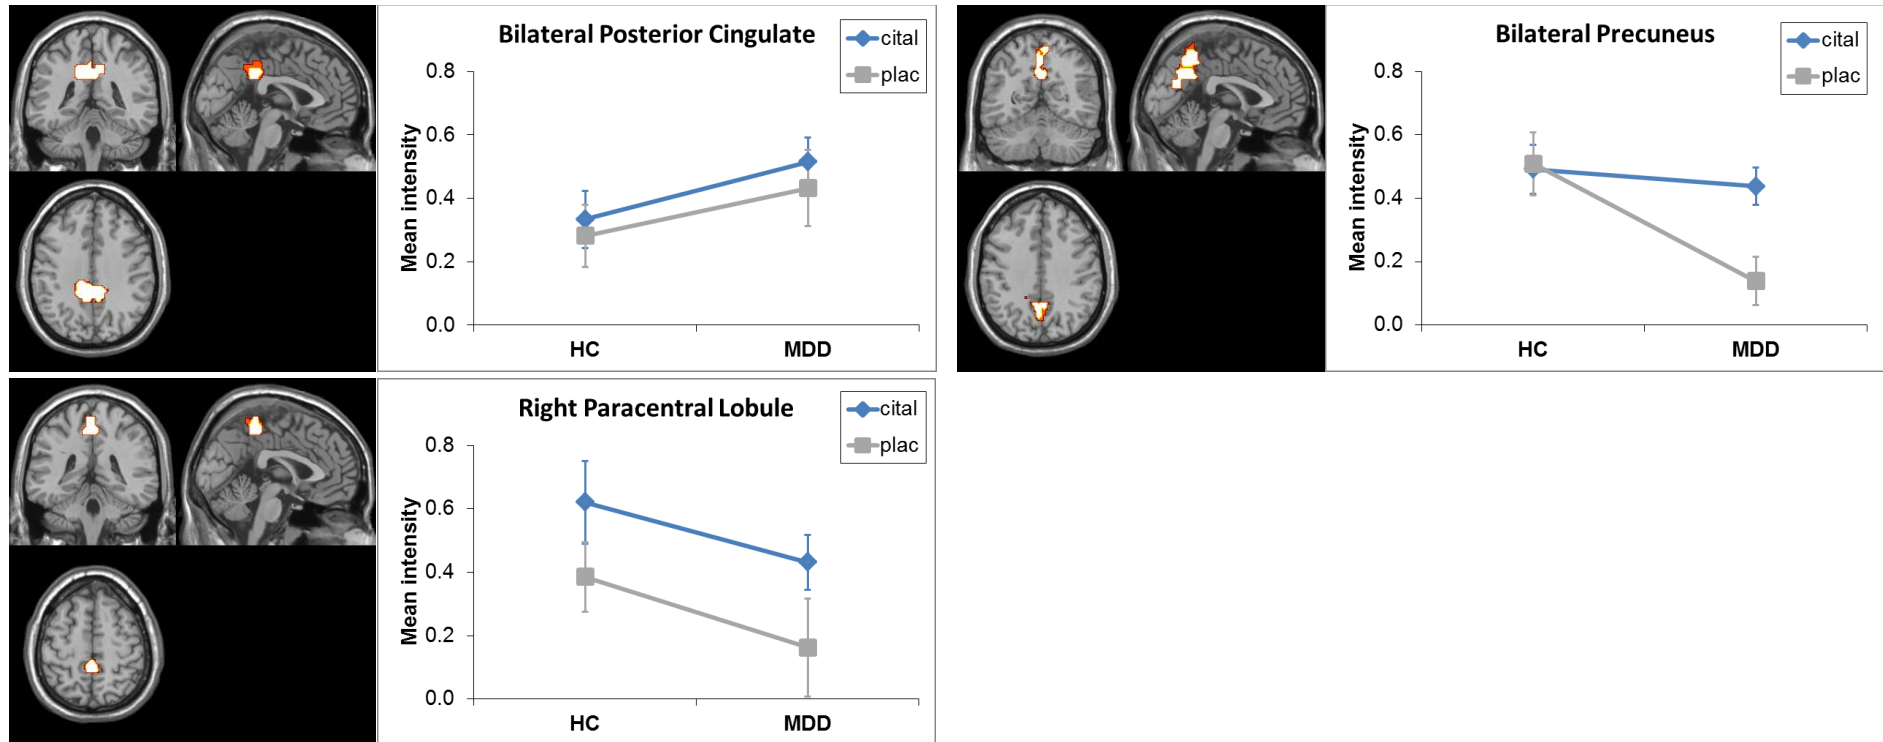 Bilateral Posterior Cingulate
cital
plac
Mean intensity
0.8
0.6
0.4
0.2
0.0
HC MDD
Bilateral Precuneus
cital
plac
Mean intensity
0.8
0.6
0.4
0.2
0.0
HC MDD
Right Paracentral Lobule
cital
plac
Mean intensity
0.8
0.6
0.4
0.2
0.0
HC MDD